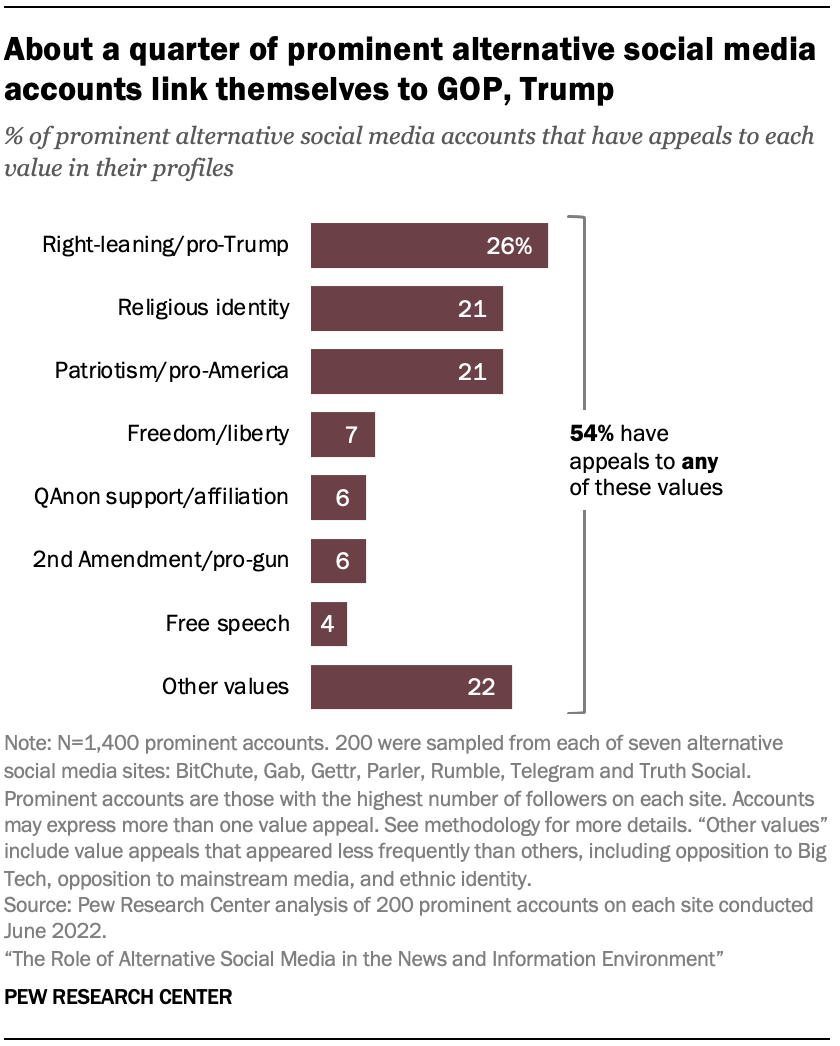 About a quarter of prominent alternative social media
accounts link themselves to GOP, Trump
% of prominent alternative social media accounts that have appeals to each
value in their profiles
Right-leaning/pro-Trump 26%
Religious identity 21
Patriotism/pro-America 21
Freedom/liberty 7
QAnon support/affiliation 6
2nd Amendment/pro-gun 6
Free speech 4
Other values 22
54% have
appeals to any
of these values
Note: N=1,400 prominent accounts. 200 were sampled from each of seven alternative
social media sites: BitChute, Gab, Gettr, Parler, Rumble, Telegram and Truth Social.
Prominent accounts are those with the highest number of followers on each site. Accounts
may express more than one value appeal. See methodology for more details. “Other values”
include value appeals that appeared less frequently than others, including opposition to Big
Tech, opposition to mainstream media, and ethnic identity.
Source: Pew Research Center analysis of 200 prominent accounts on each site conducted
June 2022.
“The Role of Alternative Social Media in the News and Information Environment”
PEW RESEARCH CENTER